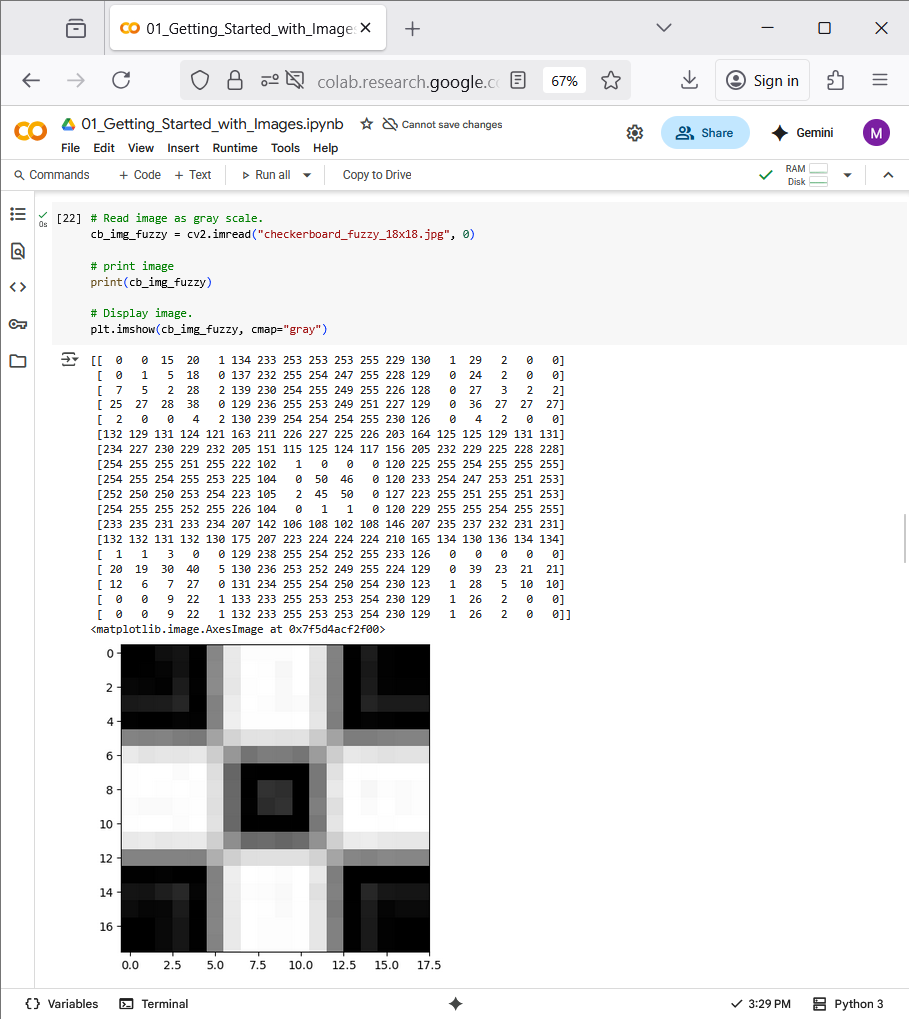 01_Getting_Started_with_Images
colab.research.google.c
67%
Sign in
01_Getting_Started_with_Images.ipynb
Cannot save changes
Share
Gemini
M
File Edit View Insert Runtime Tools Help
Commands
+ Code
+ Text
Run all
Copy to Drive
RAM
Disk
0s
[22] # Read image as gray scale.
cb_img_fuzzy = cv2.imread("checkerboard_fuzzy_18x18.jpg", 0)
# print image
print(cb_img_fuzzy)
# Display image.
plt.imshow(cb_img_fuzzy, cmap="gray")
[[  0   0  15  20   1 134 233 253 253 253 255 229 130   1  29   2   0   0]
 [  0   1   5  18   0 137 232 255 254 247 255 228 129   0  24   2   0   0]
 [  7   5   2  28   2 139 230 254 255 249 255 226 128   0  27   3   2   2]
 [ 25  27  28  38   0 129 236 255 253 249 251 227 129   0  36  27  27  27]
 [  2   0   0   4   2 130 239 254 254 254 255 230 126   0   4   2   0   0]
 [132 129 131 124 121 163 211 226 227 225 226 203 164 125 125 129 131 131]
 [234 227 230 229 232 205 151 115 125 124 117 156 205 232 229 225 228 228]
 [254 255 255 251 255 222 102   1   0   0   0 120 225 255 254 255 255 255]
 [254 255 254 255 253 225 104   0  50  46   0 120 233 254 247 253 251 253]
 [252 250 250 253 254 223 105   2  45  50   0 127 223 255 251 255 251 253]
 [254 255 255 252 255 226 104   0   1   1   0 120 229 255 255 254 255 255]
 [233 235 231 233 234 207 142 106 108 102 108 146 207 235 237 232 231 231]
 [132 132 131 132 130 175 207 223 224 224 224 210 165 134 130 136 134 134]
 [  1   1   3   0   0 129 238 255 254 252 255 233 126   0   0   0   0   0]
 [ 20  19  30  40   5 130 236 253 252 249 255 224 129   0  39  23  21  21]
 [ 12   6   7  27   0 131 234 255 254 250 254 230 123   1  28   5  10  10]
 [  0   0   9  22   1 133 233 255 253 253 254 230 129   1  26   2   0   0]
 [  0   0   9  22   1 132 233 255 253 253 254 230 129   1  26   2   0   0]]
<matplotlib.image.AxesImage at 0x7f5d4acf2f00>
0
2
4
6
8
10
12
14
16
0.0 2.5 5.0 7.5 10.0 12.5 15.0 17.5
Variables
Terminal
3:29 PM
Python 3